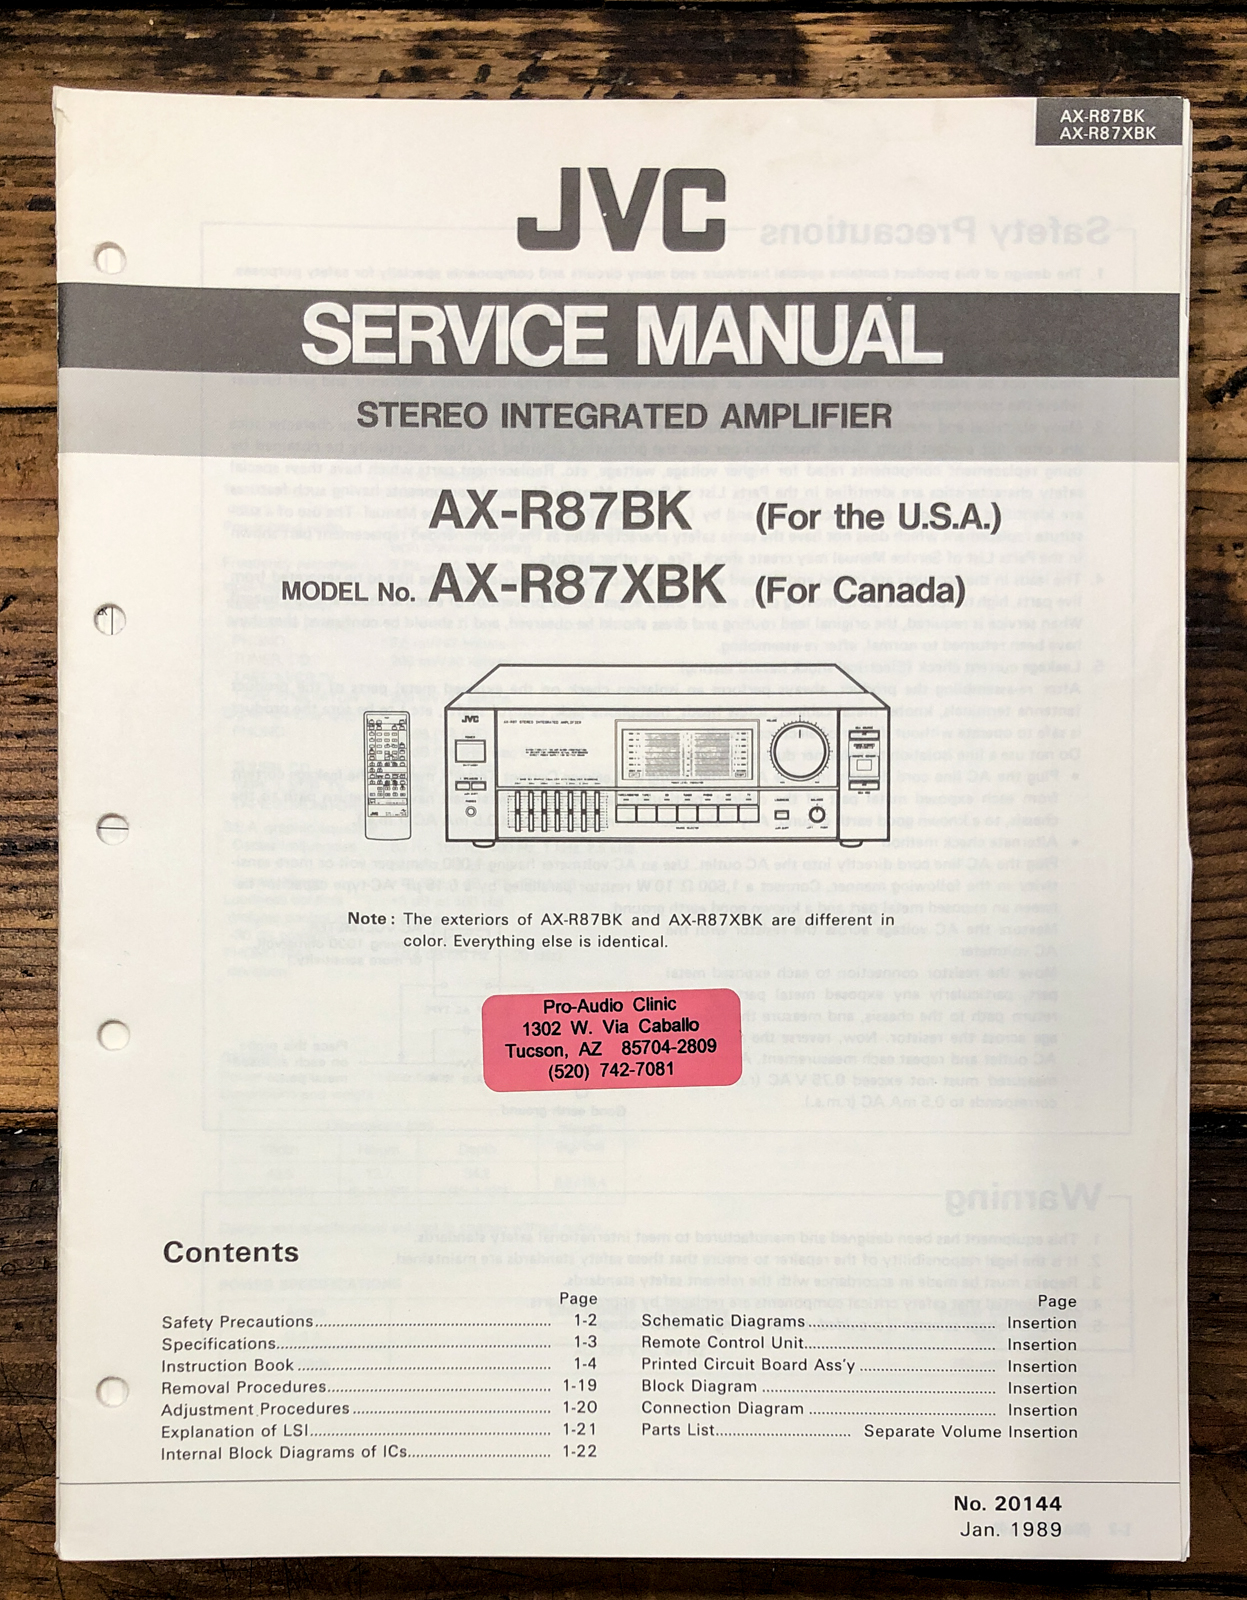 AX-R87BK
AX-R87XBK
JVC
SERVICE MANUAL
STEREO INTEGRATED AMPLIFIER
AX-R87BK (For the U.S.A.)
MODEL No. AX-R87XBK (For Canada)
JVC
Note : The exteriors of AX-R87BK and AX-R87XBK are different in
color. Everything else is identical.
Pro-Audio Clinic
1302 W. Via Caballo
Tucson, AZ 85704-2809
(520) 742-7081
Contents
Page
Safety Precautions 1-2
Specifications 1-3
Instruction Book 1-4
Removal Procedures 1-19
Adjustment Procedures 1-20
Explanation of LSI 1-21
Internal Block Diagrams of ICs 1-22
Page
Schematic Diagrams Insertion
Remote Control Unit Insertion
Printed Circuit Board Ass'y Insertion
Block Diagram Insertion
Connection Diagram Insertion
Parts List Separate Volume Insertion
No. 20144
Jan. 1989